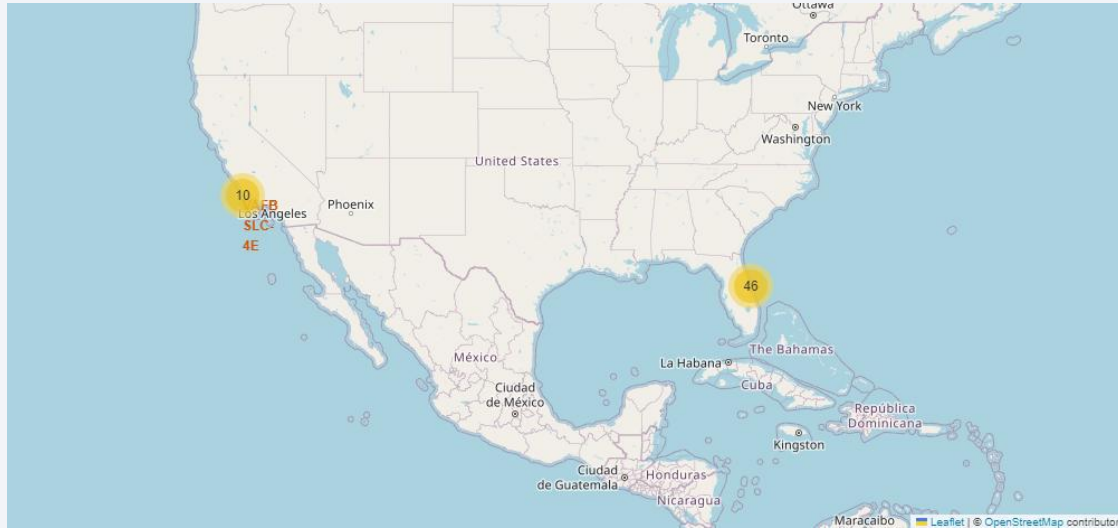 Ottawa
Toronto
New York
Washington
United States
10
Phoenix
Los Angeles
SLC-
4E
46
The Bahamas
México
La Habana
Cuba
Ciudad
de México
República
Dominicana
Kingston
Ciudad
de Guatemala
Honduras
Nicaragua
Maracaibo
Leaflet | © OpenStreetMap contributo